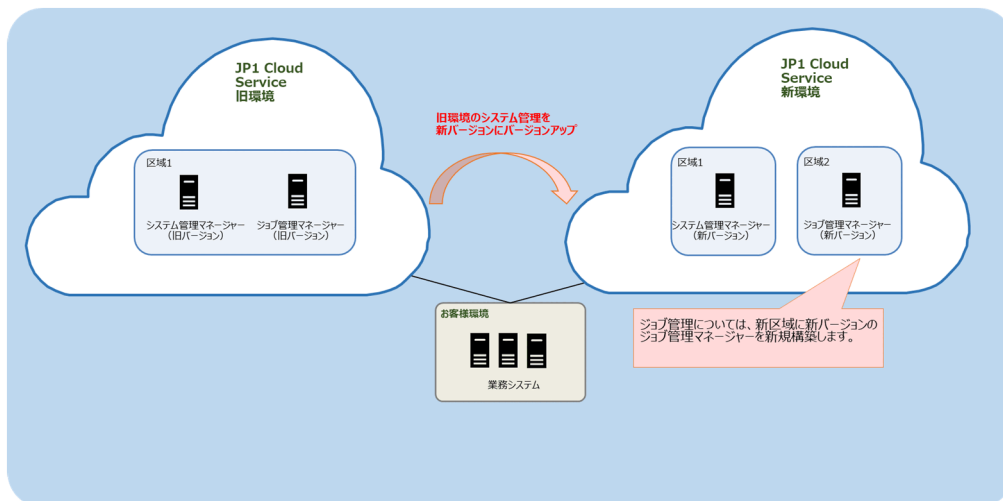 JP1 Cloud
Service
旧環境
区域1
システム管理マネージャー
（旧バージョン）
ジョブ管理マネージャー
（旧バージョン）
旧環境のシステム管理を
新バージョンにバージョンアップ
JP1 Cloud
Service
新環境
区域1
システム管理マネージャー
（新バージョン）
区域2
ジョブ管理マネージャー
（新バージョン）
ジョブ管理については、新区域に新バージョンの
ジョブ管理マネージャーを新規構築します。
お客様環境
業務システム